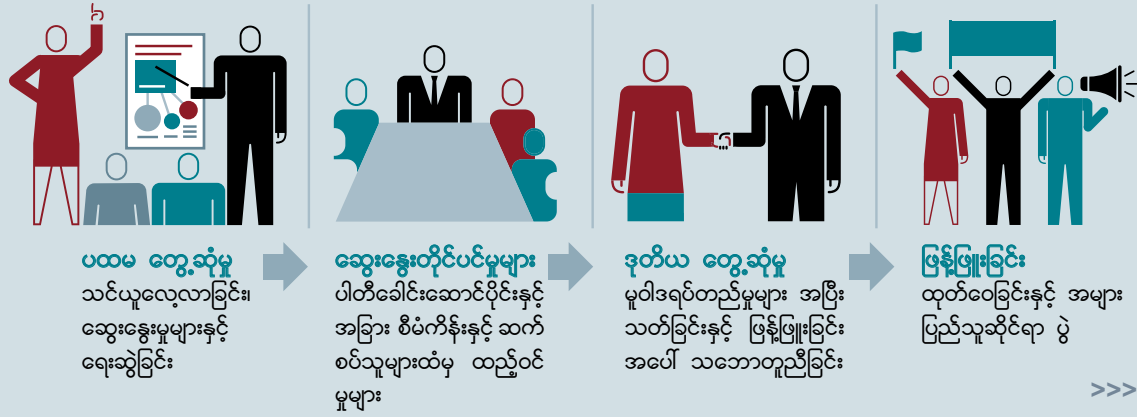 ပထမ တွေ့ဆုံမှု
သင်ယူလေ့လာခြင်း၊
ဆွေးနွေးမှုများနှင့်
ရေးဆွဲခြင်း
ဆွေးနွေးတိုင်ပင်မှုများ
ပါတီခေါင်းဆောင်ပိုင်းနှင့်
အခြား စီမံကိန်းနှင့် ဆက်
စပ်သူများထံမှ ထည့်ဝင်
မှုများ
ဒုတိယ တွေ့ဆုံမှု
မူဝါဒရပ်တည်မှုများ အပြီး
သတ်ခြင်းနှင့် ဖြန့်ဖြူးခြင်း
အပေါ် သဘောတူညီခြင်း
ဖြန့်ဖြူးခြင်း
ထုတ်ဝေခြင်းနှင့် အများ
ပြည်သူဆိုင်ရာ ပွဲ
>>>